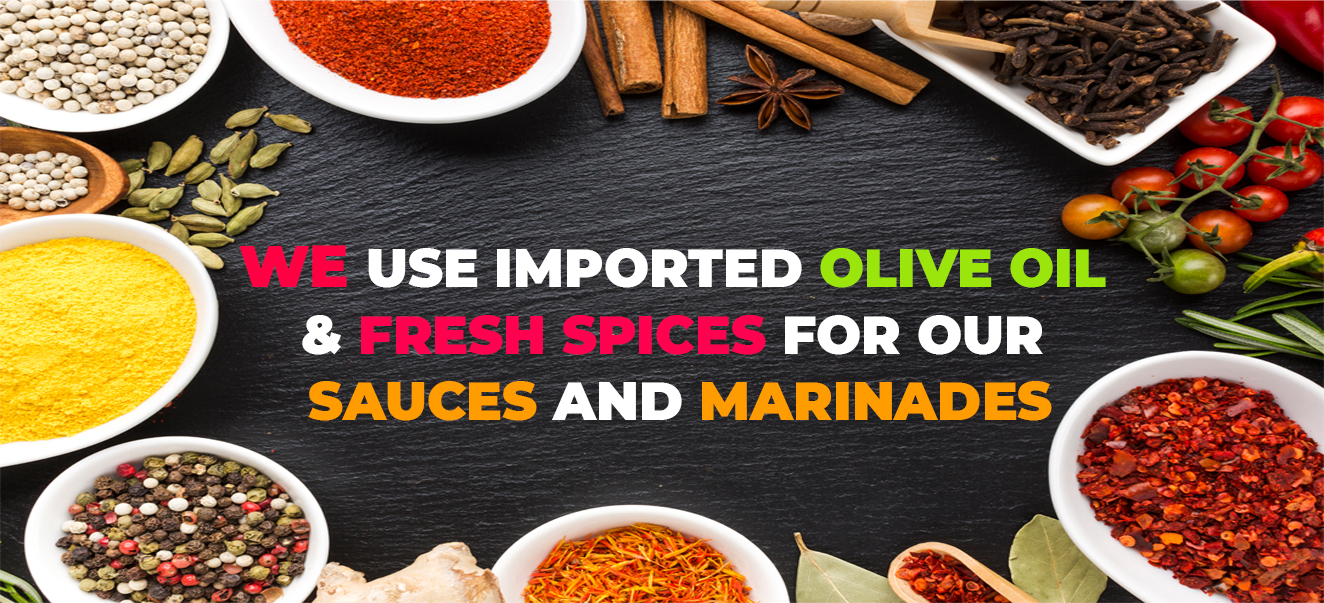 WE USE IMPORTED OLIVE OIL
& FRESH SPICES FOR OUR
SAUCES AND MARINADES